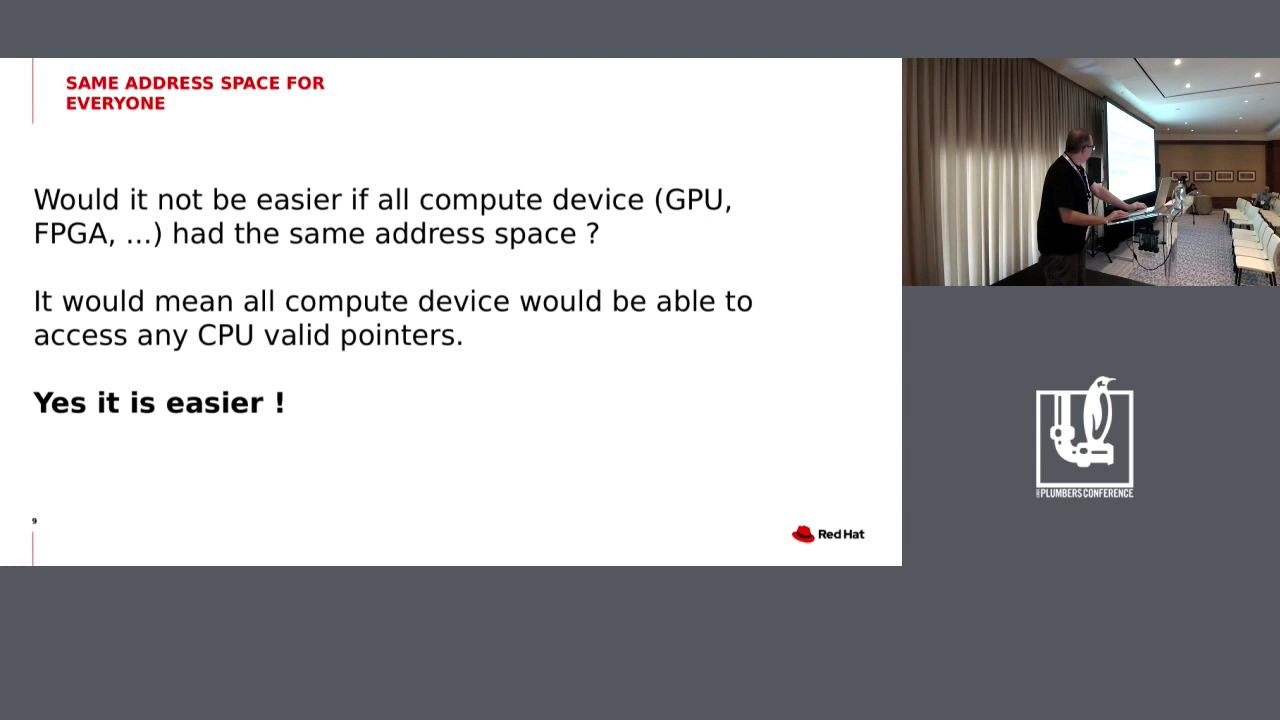 SAME ADDRESS SPACE FOR
EVERYONE
Would it not be easier if all compute device (GPU,
FPGA, ...) had the same address space ?
It would mean all compute device would be able to
access any CPU valid pointers.
Yes it is easier !
9
Red Hat
PLUMBERS CONFERENCE